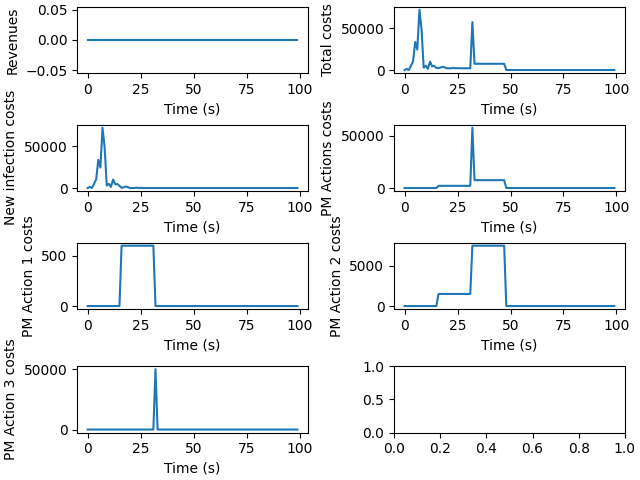 Revenues
0.05
0.00
−0.05
0 25 50 75 100
Time (s)
Total costs
50000
0
0 25 50 75 100
Time (s)
New infection costs
50000
0
0 25 50 75 100
Time (s)
PM Actions costs
50000
0
0 25 50 75 100
Time (s)
PM Action 1 costs
500
0
0 25 50 75 100
Time (s)
PM Action 2 costs
5000
0
0 25 50 75 100
Time (s)
PM Action 3 costs
50000
0
0 25 50 75 100
Time (s)
1.0
0.5
0.0
0.0 0.2 0.4 0.6 0.8 1.0